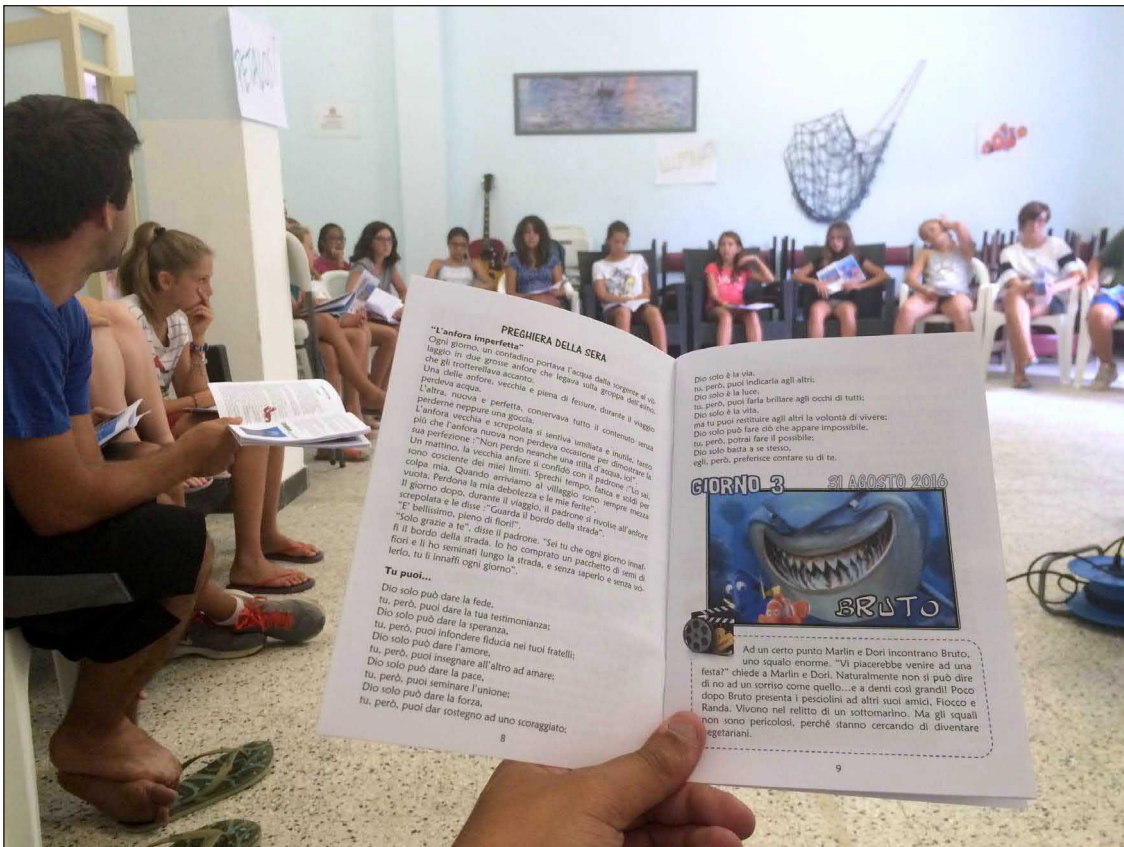 PREGHIERA DELLA SERA
"L'anfora imperfetta"
Ogni giorno, un contadino portava l'acqua dalla sorgente al vil-
laggio in due grosse anfore che legava sulla groppa dell'asino,
che gli trotterellava accanto.
Una delle anfore, vecchia e piena di fessure, durante il viaggio
perdeva acqua.
L'altra, nuova e perfetta, conservava tutto il contenuto senza
perderne neppure una goccia.
L'anfora vecchia e screpolata si sentiva umiliata e inutile, tanto
più che l'anfora nuova non perdeva occasione per dimostrare la
sua perfezione :"Non perdo neanche una stilla d'acqua, io!".
Un mattino, la vecchia anfora si confidò con il padrone :"Lo sai,
sono cosciente dei miei limiti. Sprechi tempo, fatica e soldi per
colpa mia. Quando arriviamo al villaggio sono sempre mezza
vuota. Perdona la mia debolezza e le mie ferite".
Il giorno dopo, durante il viaggio, il padrone si rivolse all'anfora
screpolata e le disse :"Guarda il bordo della strada".
"E' bellissimo, pieno di fiori!".
"Solo grazie a te", disse il padrone. "Sei tu che ogni giorno innaf-
fi il bordo della strada. Io ho comprato un pacchetto di semi di
fiori e li ho seminati lungo la strada, e senza saperlo e senza vo-
lerlo, tu li innaffi ogni giorno".
Tu puoi...
Dio solo può dare la fede,
tu, però, puoi dare la tua testimonianza;
Dio solo può dare la speranza,
tu, però, puoi infondere fiducia nei tuoi fratelli;
Dio solo può dare l'amore,
tu, però, puoi insegnare all'altro ad amare;
Dio solo può dare la pace,
tu, però, puoi seminare l'unione;
Dio solo può dare la forza,
tu, però, puoi dar sostegno ad uno scoraggiato;
8
Dio solo è la via,
tu, però, puoi indicarla agli altri;
Dio solo è la luce,
tu, però, puoi farla brillare agli occhi di tutti;
Dio solo è la vita,
ma tu puoi restituire agli altri la volontà di vivere;
Dio solo può fare ciò che appare impossibile,
tu, però, potrai fare il possibile;
Dio solo basta a se stesso,
egli, però, preferisce contare su di te.
GIORNO 3 31 AGOSTO 2016
BRUTO
Ad un certo punto Marlin e Dori incontrano Bruto,
uno squalo enorme. "Vi piacerebbe venire ad una
festa?" chiede a Marlin e Dori. Naturalmente non si può dire
di no ad un sorriso come quello...e a denti così grandi! Poco
dopo Bruto presenta i pesciolini ad altri suoi amici, Fiocco e
Randa. Vivono nel relitto di un sottomarino. Ma gli squali
non sono pericolosi, perché stanno cercando di diventare
vegetariani.
9